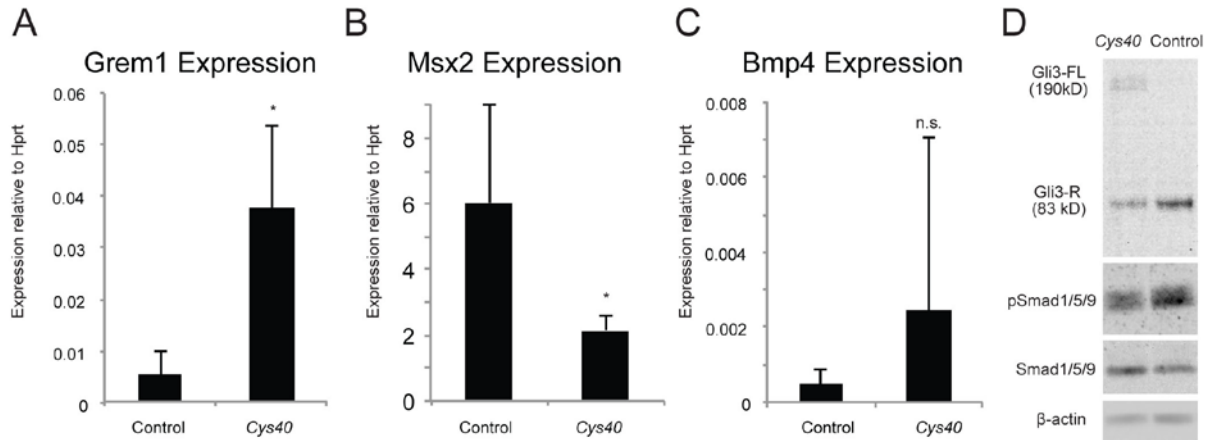 A
Grem1 Expression
Expression relative to Hprt
0.06
0.05
0.04
0.03
0.02
0.01
0
*
Control
Cys40
B
Msx2 Expression
Expression relative to Hprt
8
6
4
2
0
*
Control
Cys40
C
Bmp4 Expression
Expression relative to Hprt
0.008
0.006
0.004
0.002
0
n.s.
Control
Cys40
D
Cys40 Control
Gli3-FL
(190kD)
Gli3-R
(83 kD)
pSmad1/5/9
Smad1/5/9
β-actin